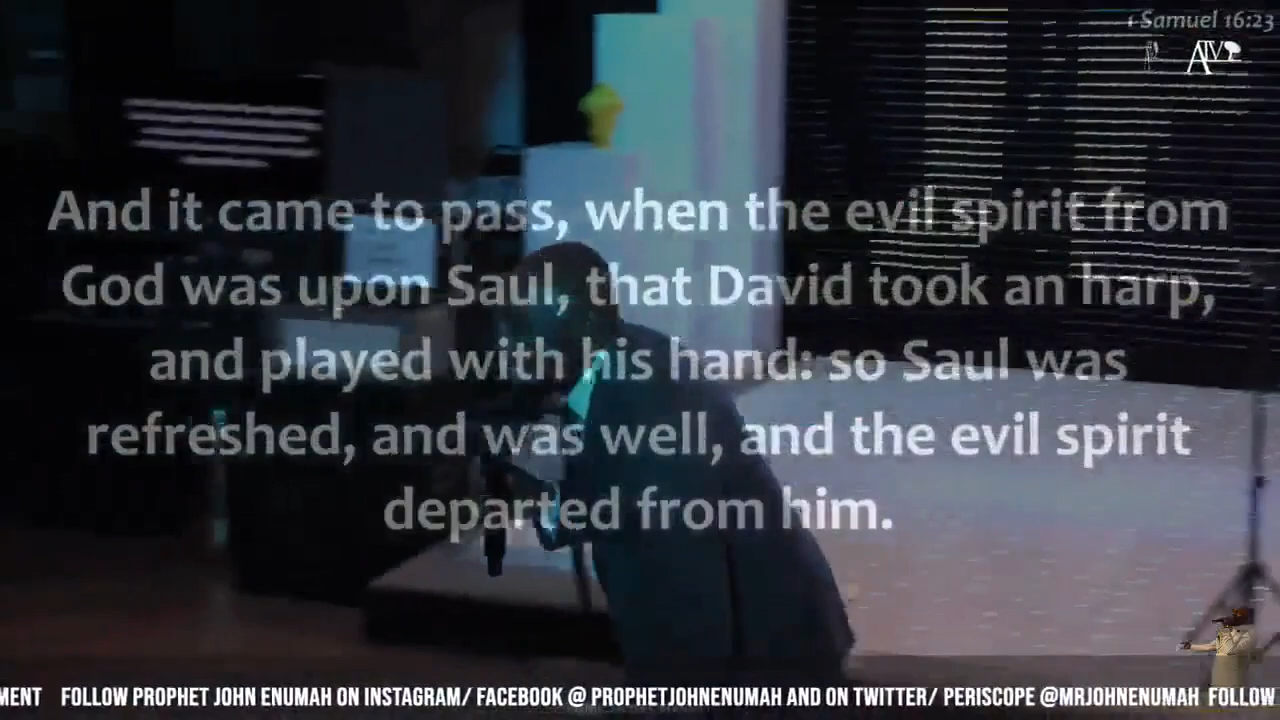 1 Samuel 16:23
ATV
And it came to pass, when the evil spirit from
God was upon Saul, that David took an harp,
and played with his hand: so Saul was
refreshed, and was well, and the evil spirit
departed from him.
MENT FOLLOW PROPHET JOHN ENUMAH ON INSTAGRAM/ FACEBOOK @ PROPHETJOHNENUMAH AND ON TWITTER/ PERISCOPE @MRJOHNENUMAH FOLLOW